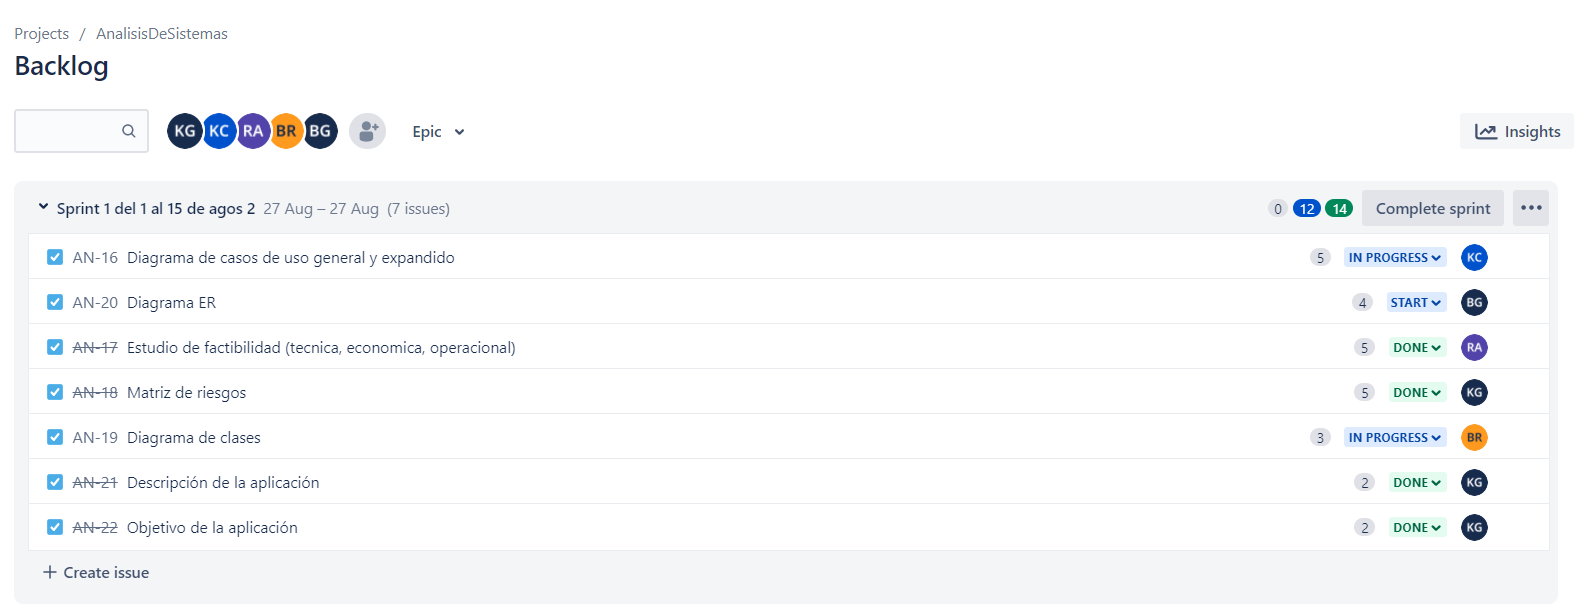 Projects / AnalisisDeSistemas
Backlog
KG KC RA BR BG Epic Insights
Sprint 1 del 1 al 15 de agos 2 27 Aug – 27 Aug (7 issues) 0 12 14 Complete sprint
AN-16 Diagrama de casos de uso general y expandido 5 IN PROGRESS KC
AN-20 Diagrama ER 4 START BG
AN-17 Estudio de factibilidad (tecnica, economica, operacional) 5 DONE RA
AN-18 Matriz de riesgos 5 DONE KG
AN-19 Diagrama de clases 3 IN PROGRESS BR
AN-21 Descripción de la aplicación 2 DONE KG
AN-22 Objetivo de la aplicación 2 DONE KG
+ Create issue